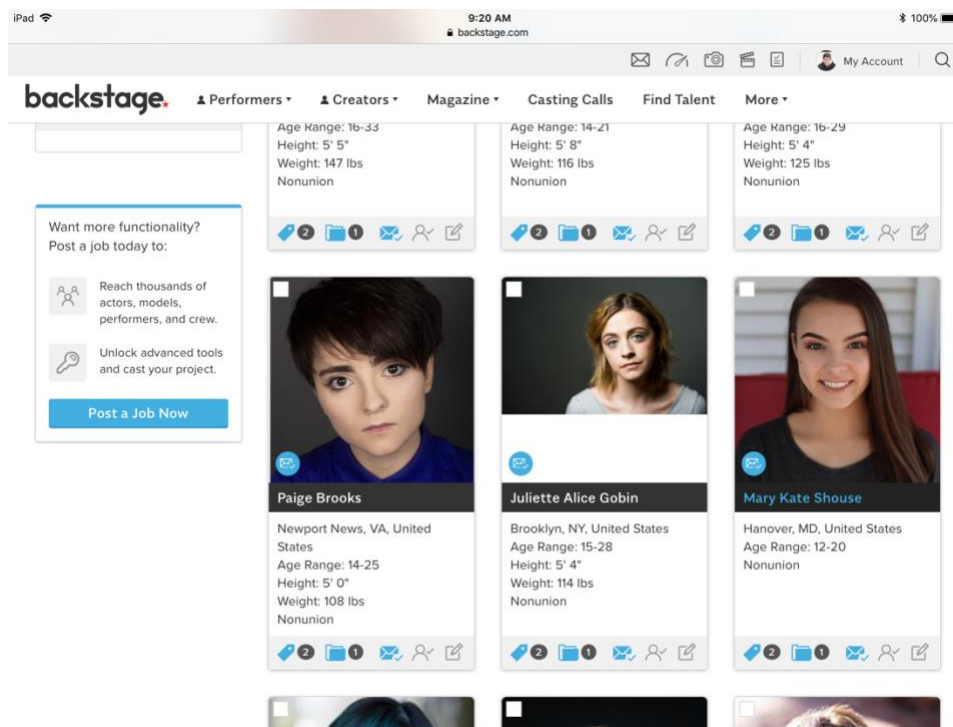 iPad
9:20 AM
100%
backstage.com
My Account
backstage.
Performers
Creators
Magazine
Casting Calls
Find Talent
More
Age Range: 16-33
Height: 5' 5"
Weight: 147 lbs
Nonunion
2
1
Age Range: 14-21
Height: 5' 8"
Weight: 116 lbs
Nonunion
2
1
Age Range: 16-29
Height: 5' 4"
Weight: 125 lbs
Nonunion
2
1
Want more functionality?
Post a job today to:
Reach thousands of
actors, models,
performers, and crew.
Unlock advanced tools
and cast your project.
Post a Job Now
Paige Brooks
Newport News, VA, United
States
Age Range: 14-25
Height: 5' 0"
Weight: 108 lbs
Nonunion
2
1
Juliette Alice Gobin
Brooklyn, NY, United States
Age Range: 15-28
Height: 5' 4"
Weight: 114 lbs
Nonunion
2
1
Mary Kate Shouse
Hanover, MD, United States
Age Range: 12-20
Nonunion
2
1